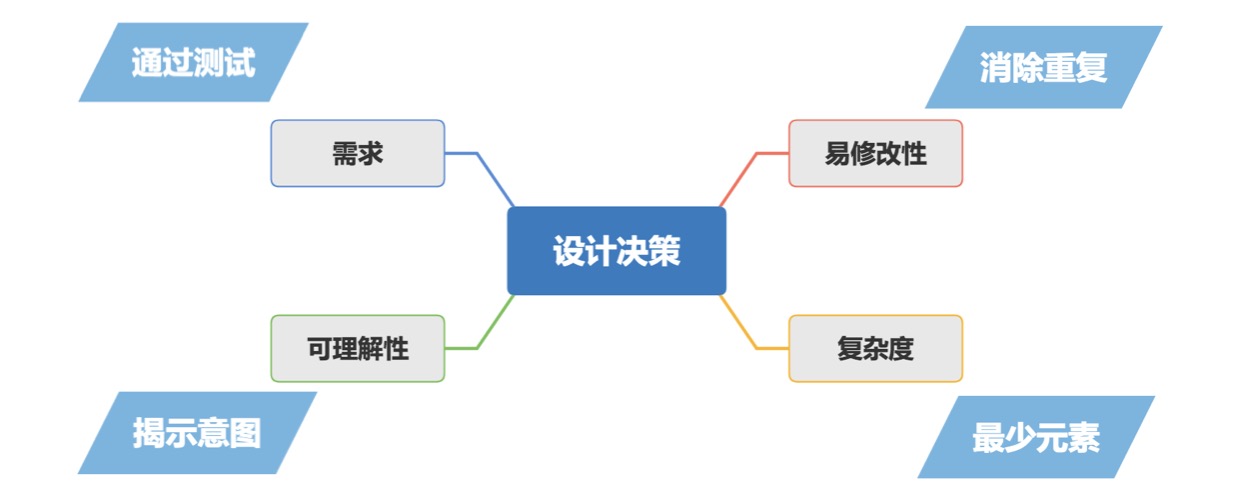 通过测试
消除重复
需求
易修改性
设计决策
可理解性
复杂度
揭示意图
最少元素